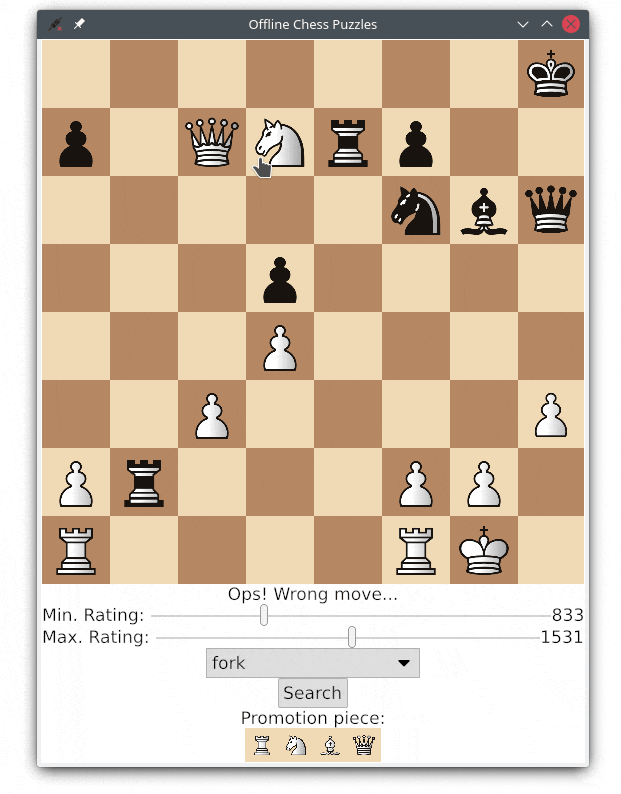 Offline Chess Puzzles
Ops! Wrong move...
Min. Rating: 833
Max. Rating: 1531
fork
Search
Promotion piece: